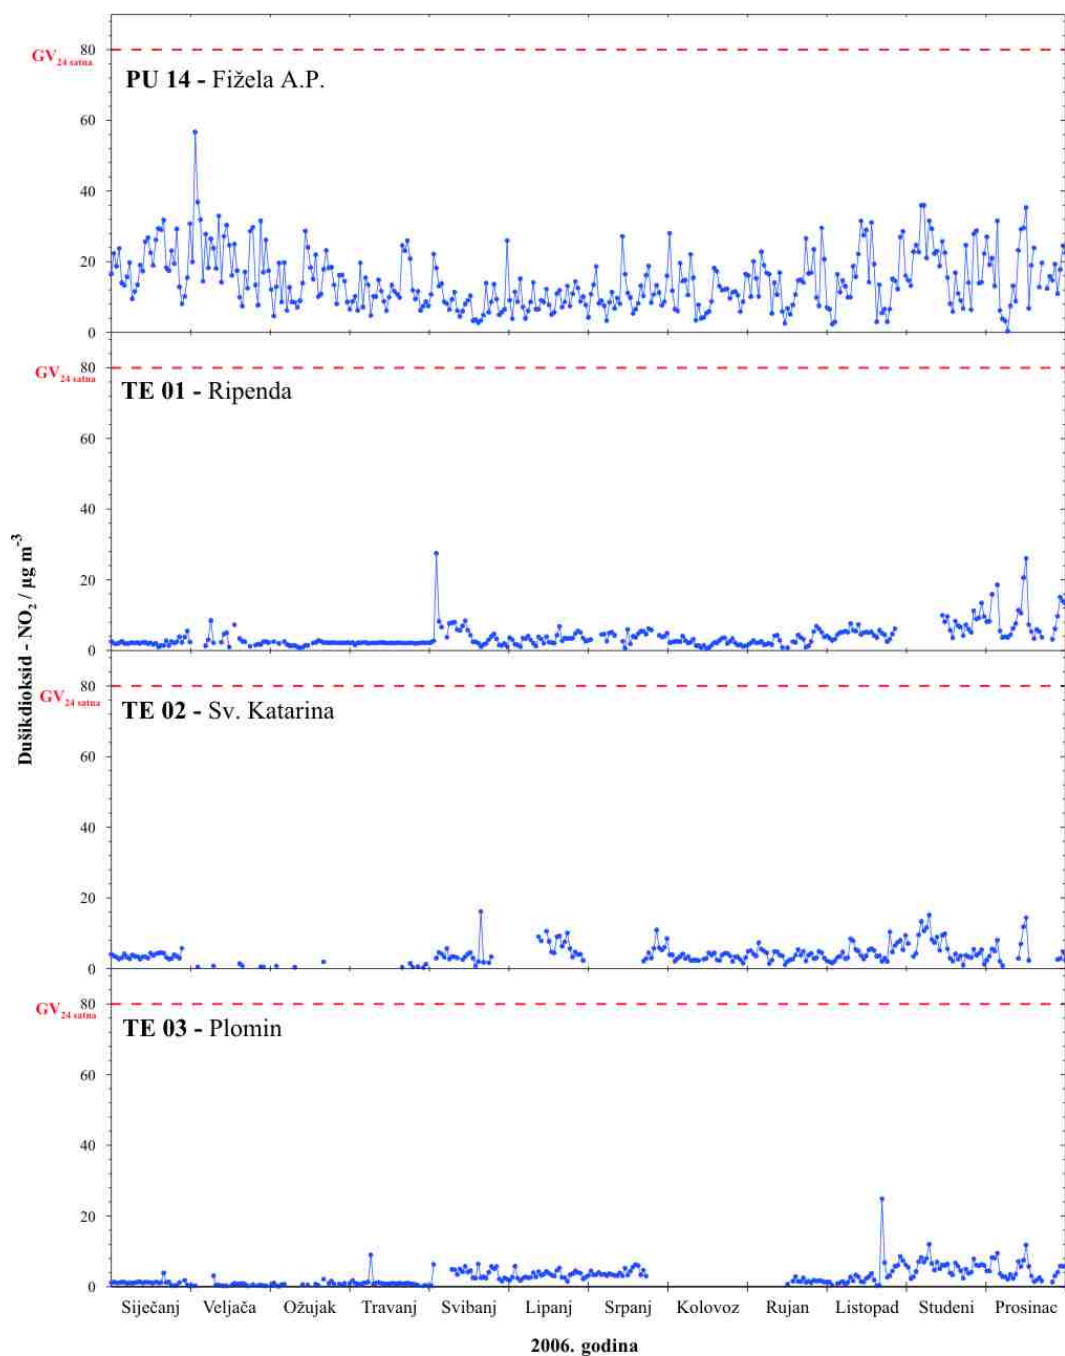 80
GV24 satna
PU 14 - Fižela A.P.
60
40
20
0
80
GV24 satna
TE 01 - Ripenda
60
40
20
0
80
GV24 satna
TE 02 - Sv. Katarina
60
40
20
0
80
GV24 satna
TE 03 - Plomin
60
40
20
0
Dušikdioksid - NO2 / µg m-3
Siječanj Veljača Ožujak Travanj Svibanj Lipanj Srpanj Kolovoz Rujan Listopad Studeni Prosinac
2006. godina